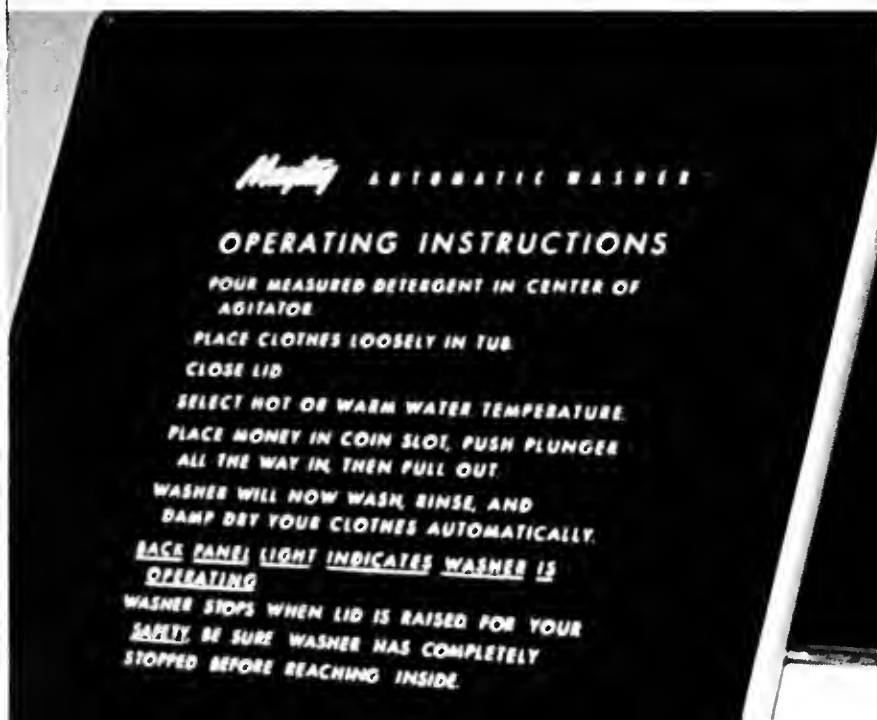 Maytag AUTOMATIC WASHER
OPERATING INSTRUCTIONS
POUR MEASURED DETERGENT IN CENTER OF
AGITATOR
PLACE CLOTHES LOOSELY IN TUB
CLOSE LID
SELECT HOT OR WARM WATER TEMPERATURE
PLACE MONEY IN COIN SLOT, PUSH PLUNGER
ALL THE WAY IN, THEN PULL OUT
WASHER WILL NOW WASH, RINSE, AND
DAMP DRY YOUR CLOTHES AUTOMATICALLY.
BACK PANEL LIGHT INDICATES WASHER IS
OPERATING
WASHER STOPS WHEN LID IS RAISED FOR YOUR
SAFETY, BE SURE WASHER HAS COMPLETELY
STOPPED BEFORE REACHING INSIDE.